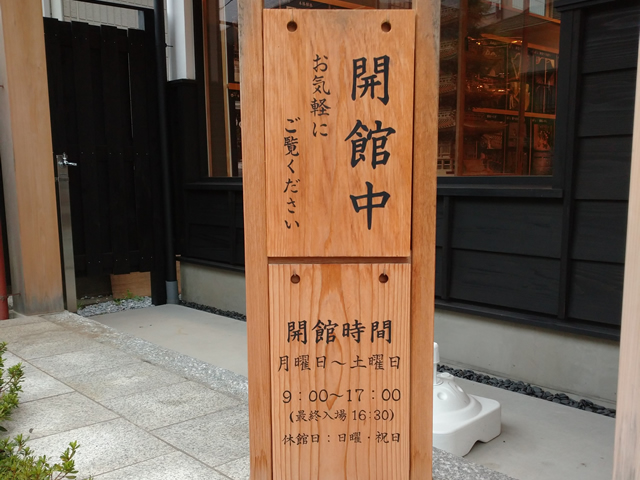 開館中
お気軽に
ご覧ください
開館時間
月曜日～土曜日
9:00～17:00
(最終入場 16:30)
休館日：日曜・祝日